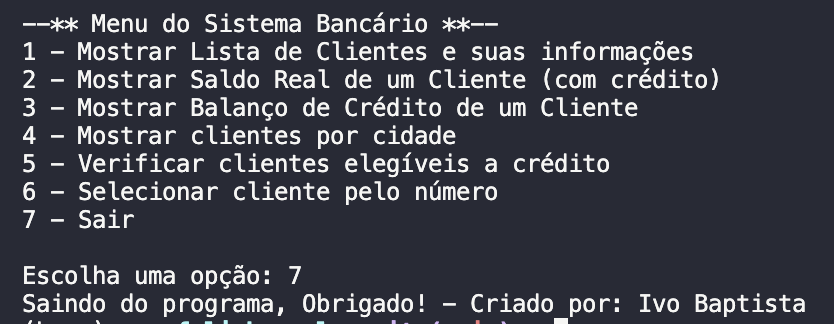 --** Menu do Sistema Bancário **--
1 - Mostrar Lista de Clientes e suas informações
2 - Mostrar Saldo Real de um Cliente (com crédito)
3 - Mostrar Balanço de Crédito de um Cliente
4 - Mostrar clientes por cidade
5 - Verificar clientes elegíveis a crédito
6 - Selecionar cliente pelo número
7 - Sair
Escolha uma opção: 7
Saindo do programa, Obrigado! - Criado por: Ivo Baptista